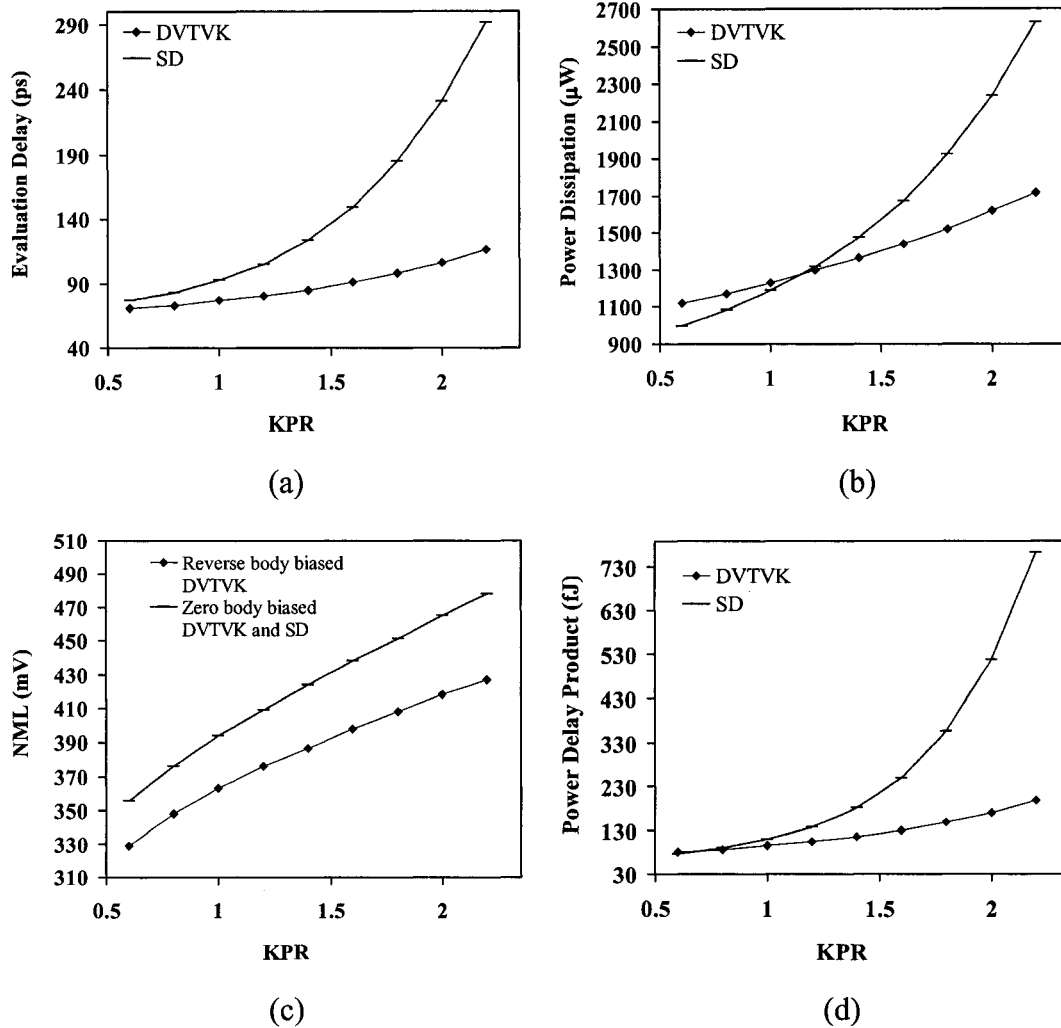 290
240
190
140
90
40
Evaluation Delay (ps)
DVTVK
SD
0.5 1 1.5 2
KPR
(a)
2700
2500
2300
2100
1900
1700
1500
1300
1100
900
Power Dissipation (μW)
DVTVK
SD
0.5 1 1.5 2
KPR
(b)
510
490
470
450
430
410
390
370
350
330
310
NML (mV)
Reverse body biased
DVTVK
Zero body biased
DVTVK and SD
0.5 1 1.5 2
KPR
(c)
730
630
530
430
330
230
130
30
Power Delay Product (fJ)
DVTVK
SD
0.5 1 1.5 2
KPR
(d)